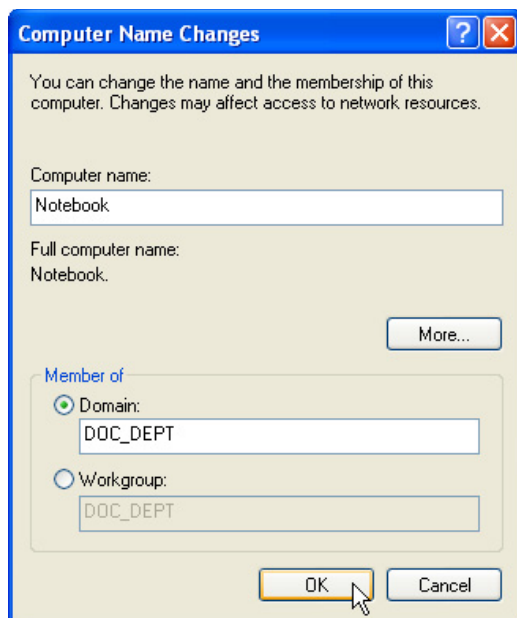 Computer Name Changes
You can change the name and the membership of this
computer. Changes may affect access to network resources.
Computer name:
Notebook
Full computer name:
Notebook.
More...
Member of
Domain:
DOC_DEPT
Workgroup:
DOC_DEPT
OK
Cancel